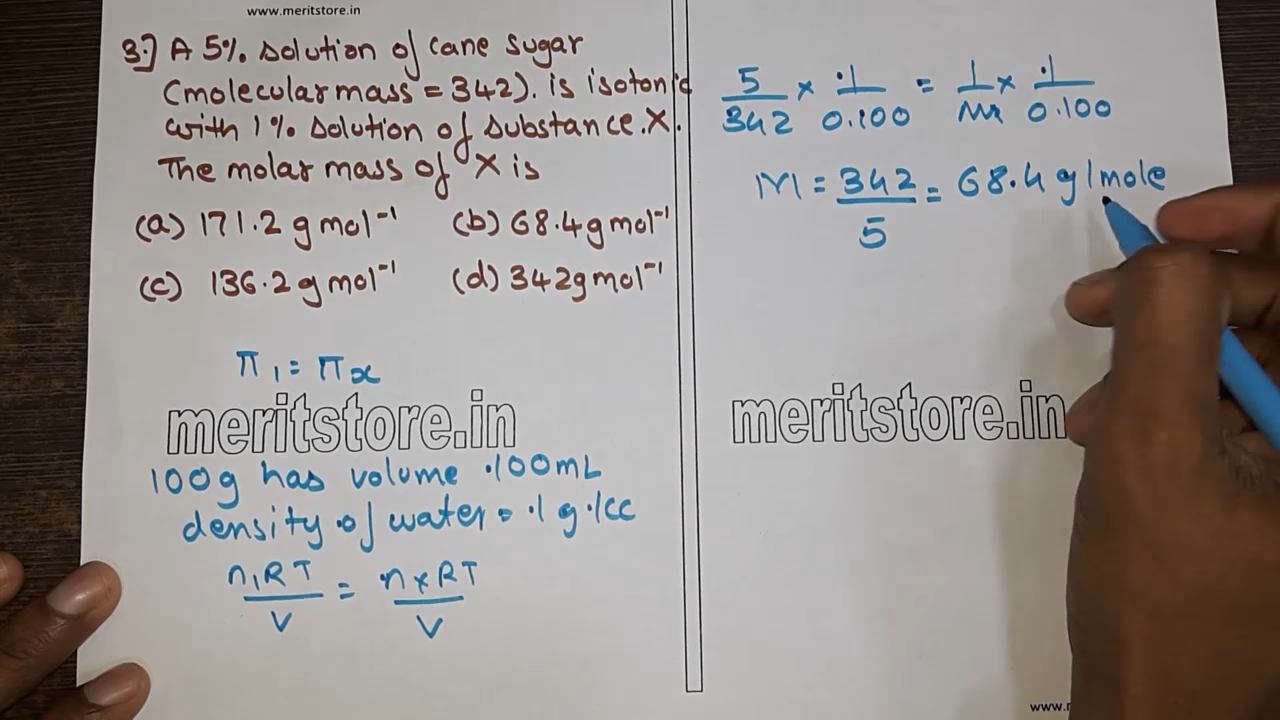 www.meritstore.in
3.] A 5% solution of cane sugar
(molecular mass = 342). is isotonic
with 1% solution of substance.X.
The molar mass of X is
(a) 171.2 g mol⁻¹ (b) 68.4 g mol⁻¹
(c) 136.2 g mol⁻¹ (d) 342 g mol⁻¹
π₁ = πx
meritstore.in
100g has volume .100mL
density of water = .1 g./cc
n₁RT/V = nxRT/V
5/342 × 1/0.100 = 1/Mx × 1/0.100
M = 342/5 = 68.4 g/mole
meritstore.in